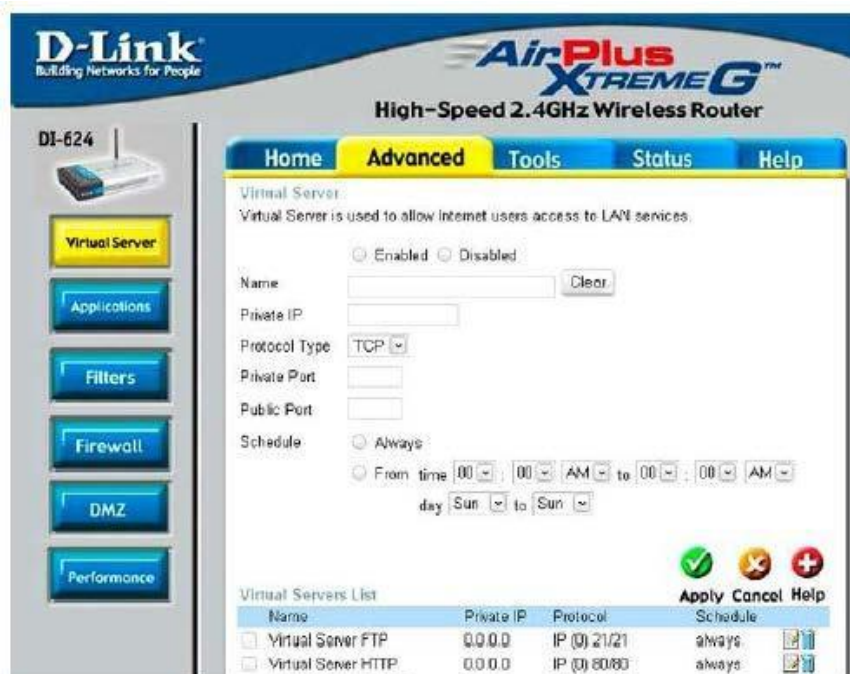 D-Link
Building Networks for People
AirPlus
XTREME G™
High-Speed 2.4GHz Wireless Router
DI-624
Home Advanced Tools Status Help
Virtual Server
Applications
Filters
Firewall
DMZ
Performance
Virtual Server
Virtual Server is used to allow Internet users access to LAN services.
Enabled Disabled
Name Clear
Private IP
Protocol Type TCP
Private Port
Public Port
Schedule Always
From time 00 : 00 AM to 00 : 00 AM
day Sun to Sun
Apply Cancel Help
Virtual Servers List
Name Private IP Protocol Schedule
Virtual Server FTP 0.0.0.0 IP (0) 21/21 always
Virtual Server HTTP 0.0.0.0 IP (0) 80/80 always